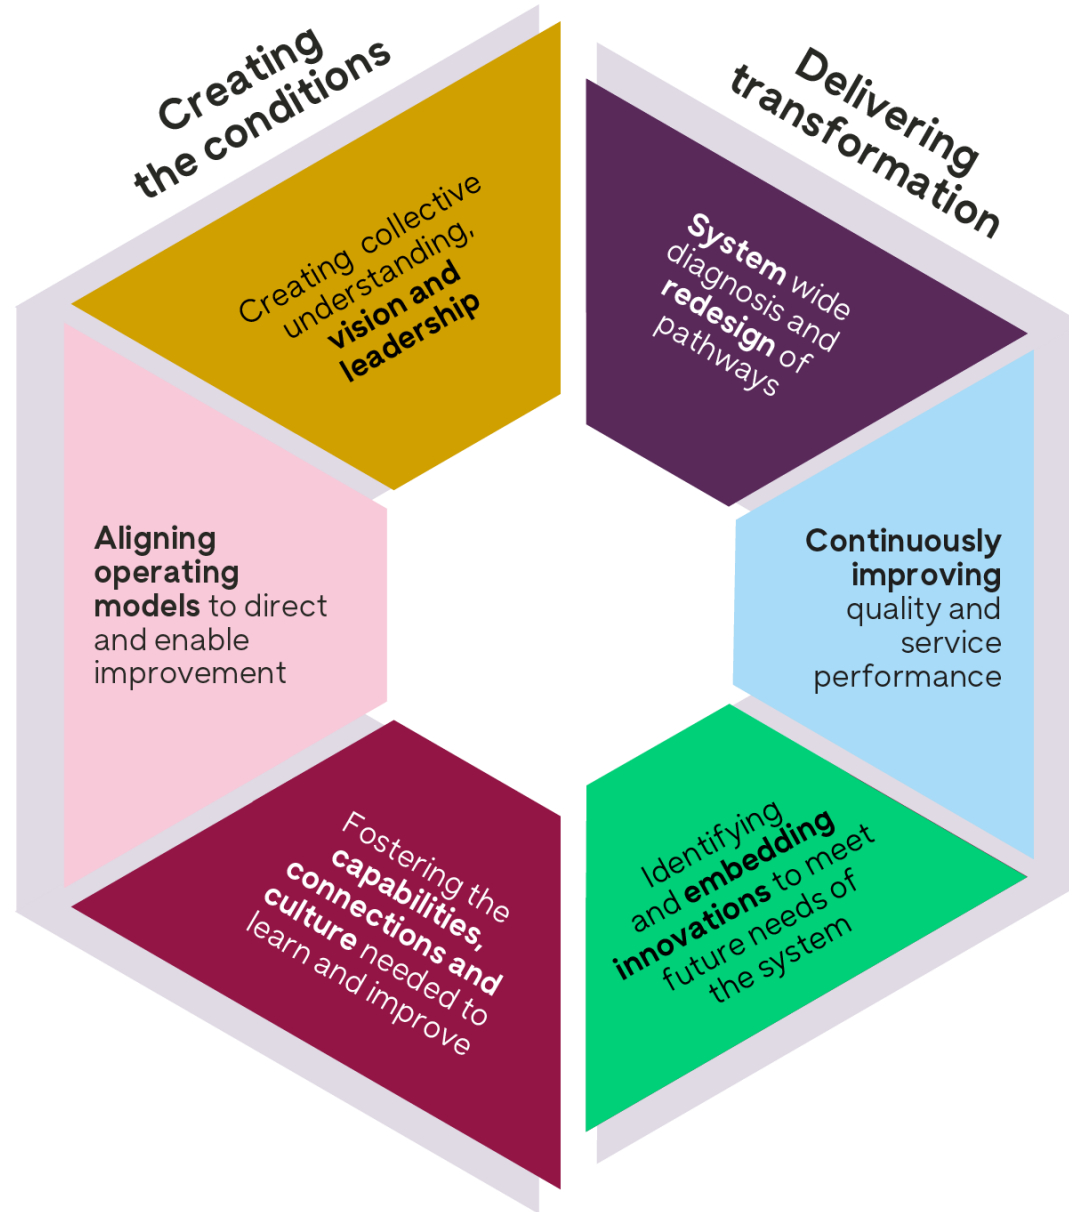 Creating
the conditions
Creating collective
understanding,
vision and
leadership
Aligning
operating
models to direct
and enable
improvement
Fostering the
capabilities,
connections and
culture needed to
learn and improve
Delivering
transformation
System wide
diagnosis and
redesign of
pathways
Continuously
improving
quality and
service
performance
Identifying
and embedding
innovations to meet
future needs of
the system